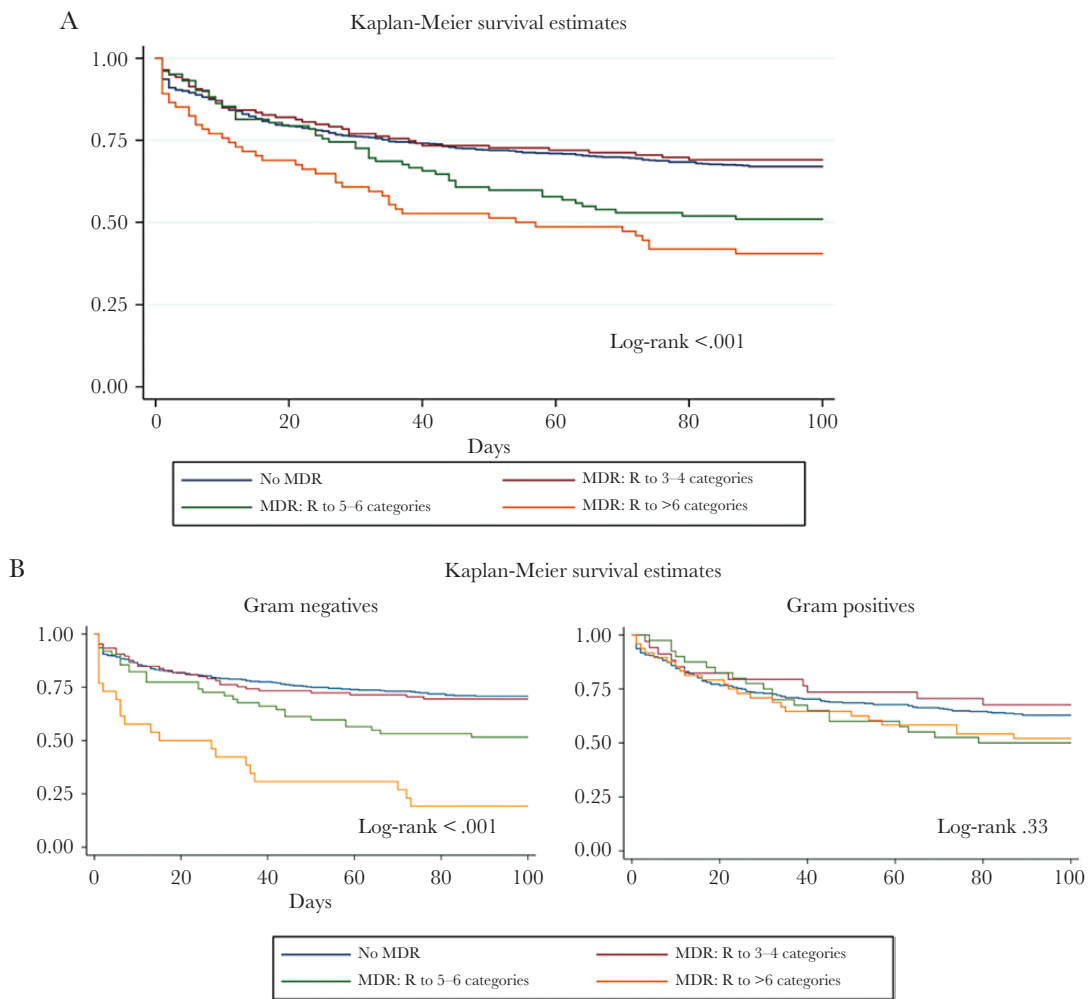 A
Kaplan-Meier survival estimates
1.00
0.75
0.50
0.25
0.00
Log-rank <.001
0 20 40 60 80 100
Days
No MDR MDR: R to 3–4 categories
MDR: R to 5–6 categories MDR: R to >6 categories
B
Kaplan-Meier survival estimates
Gram negatives
1.00
0.75
0.50
0.25
0.00
Log-rank < .001
0 20 40 60 80 100
Days
Gram positives
1.00
0.75
0.50
0.25
0.00
Log-rank .33
0 20 40 60 80 100
No MDR MDR: R to 3–4 categories
MDR: R to 5–6 categories MDR: R to >6 categories